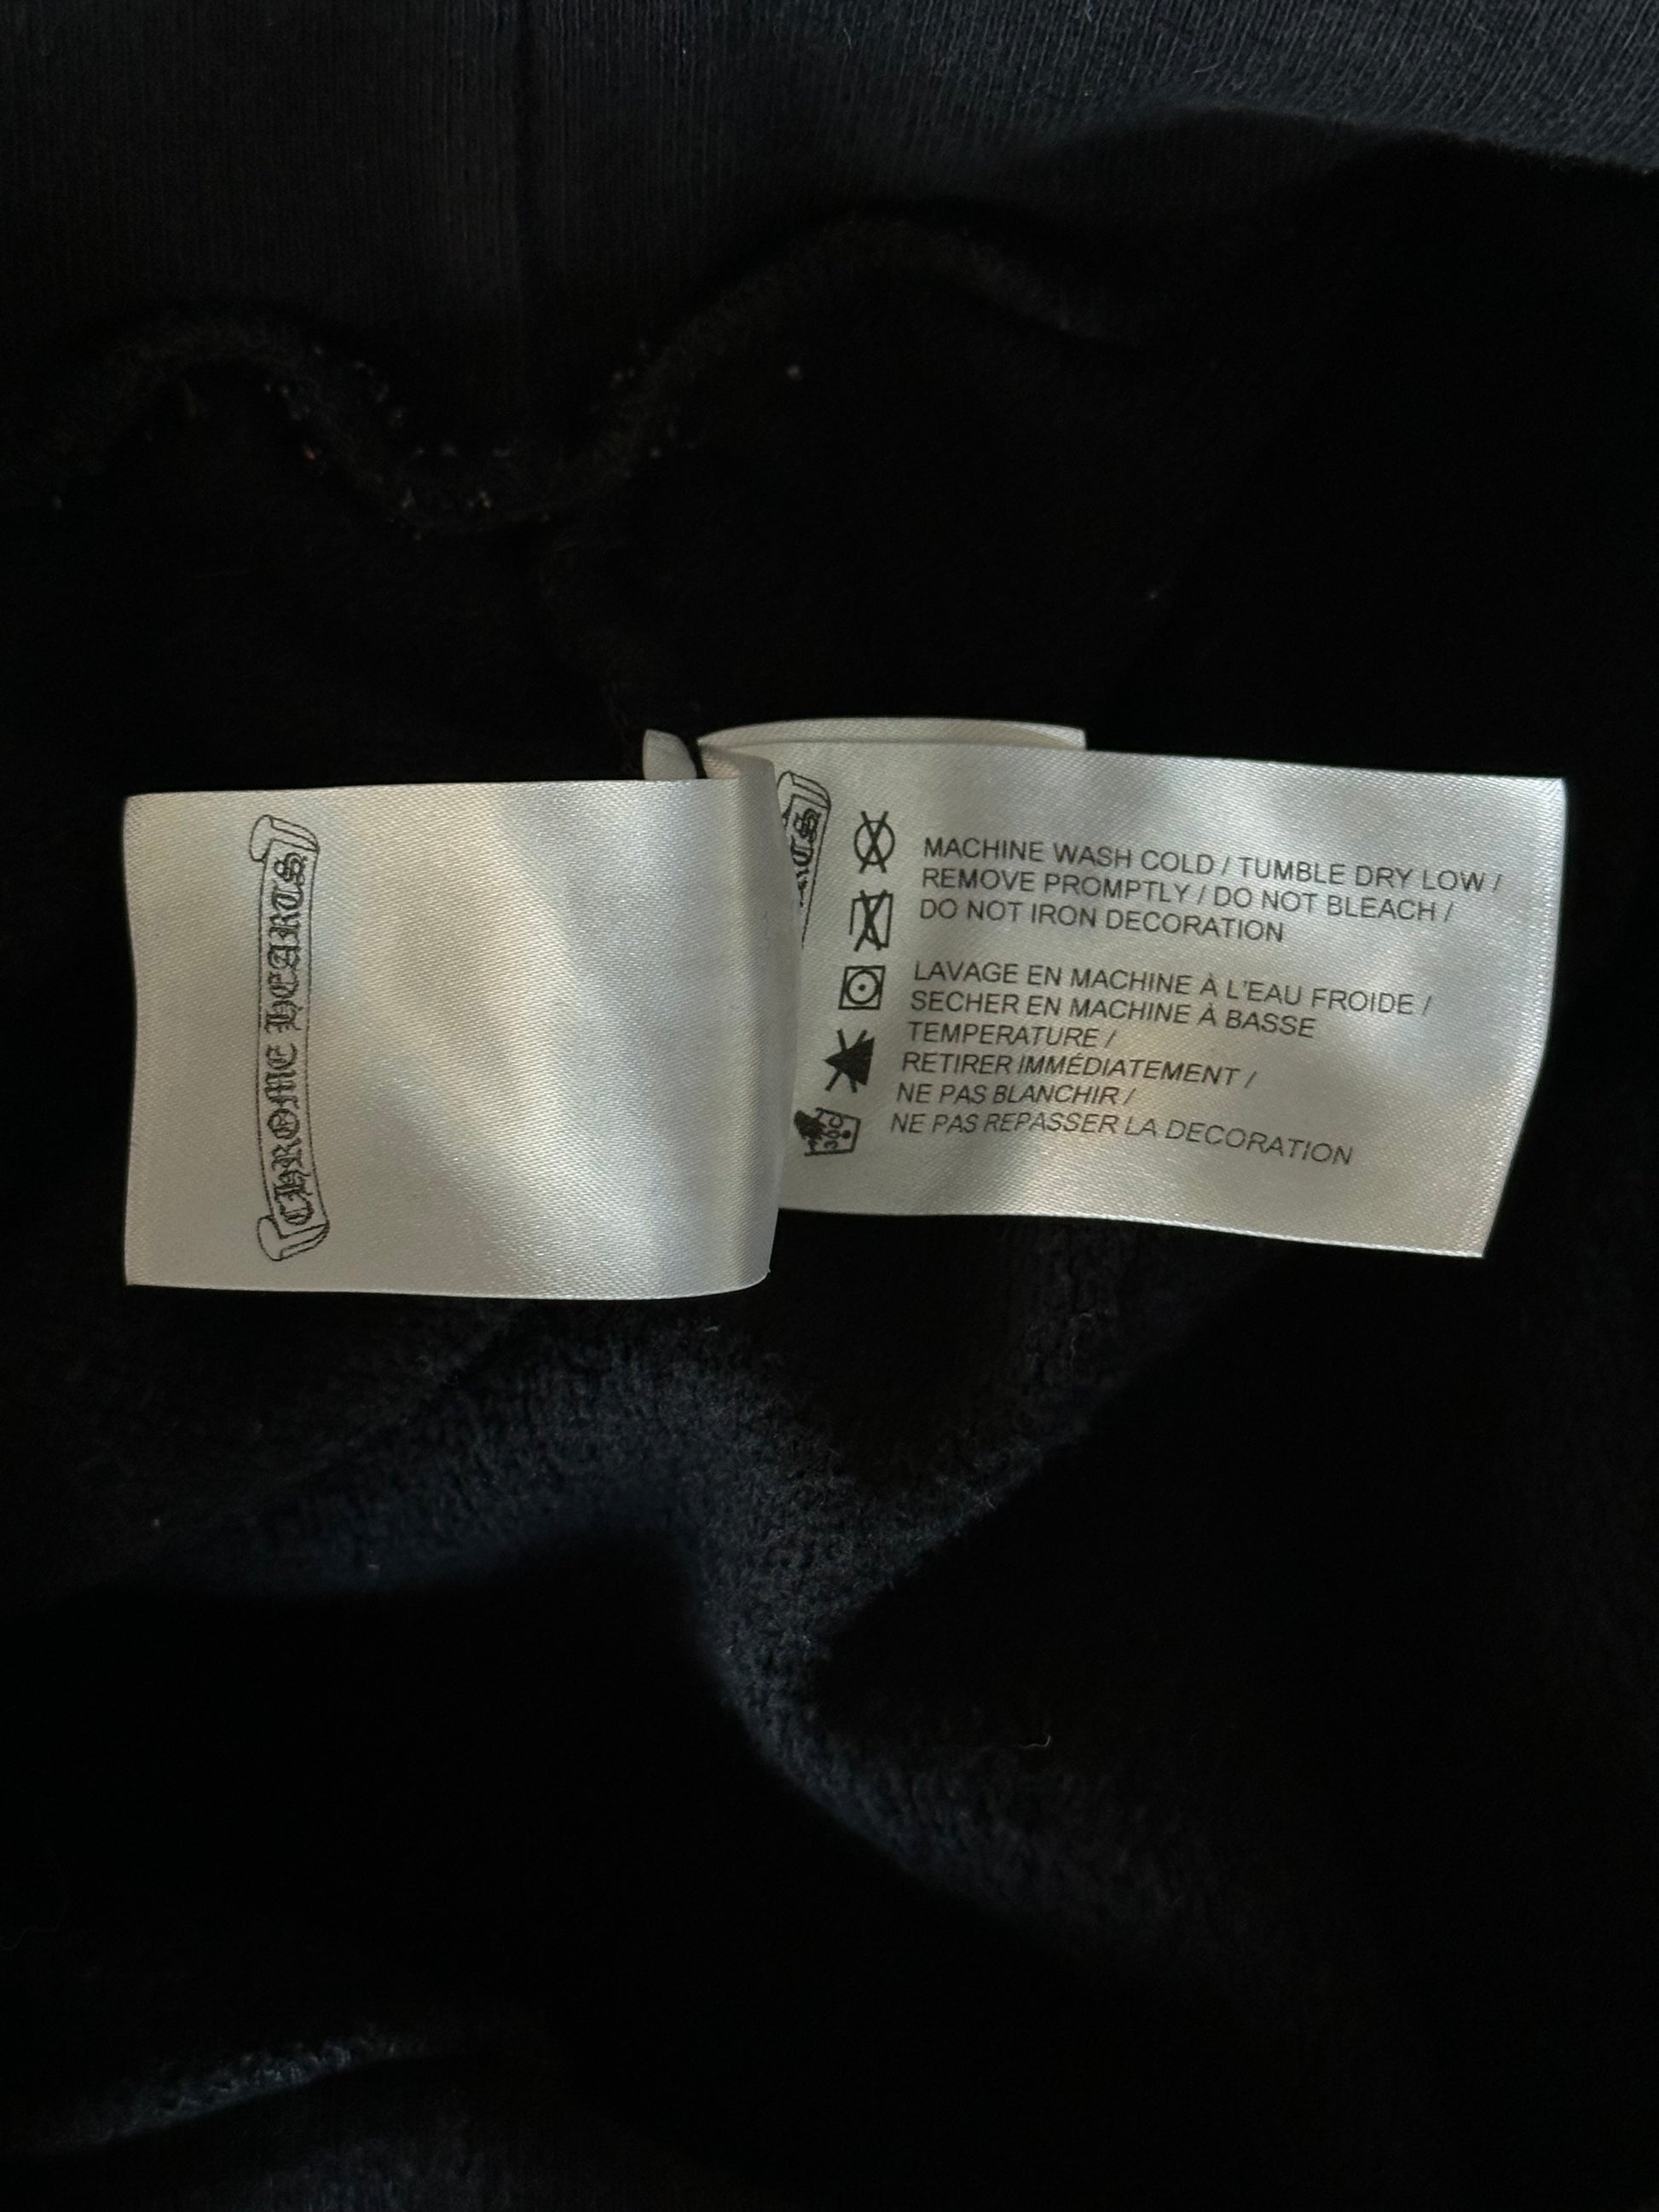 CHROME HEARTS
MACHINE WASH COLD / TUMBLE DRY LOW /
REMOVE PROMPTLY / DO NOT BLEACH /
DO NOT IRON DECORATION
LAVAGE EN MACHINE À L'EAU FROIDE /
SECHER EN MACHINE À BASSE
TEMPERATURE /
RETIRER IMMÉDIATEMENT /
NE PAS BLANCHIR /
NE PAS REPASSER LA DECORATION
30C